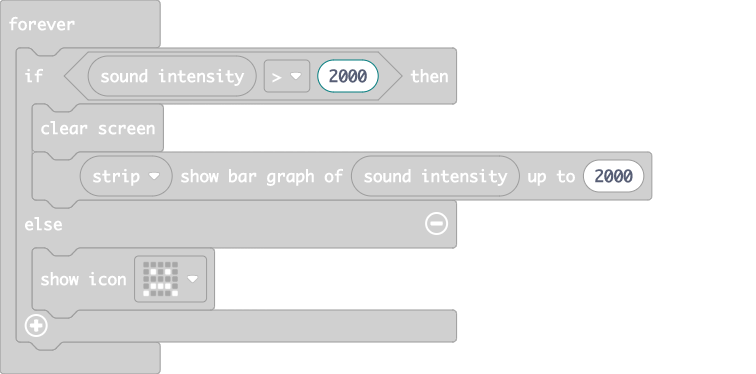 forever
if sound intensity > 2000 then
clear screen
strip show bar graph of sound intensity up to 2000
else
show icon